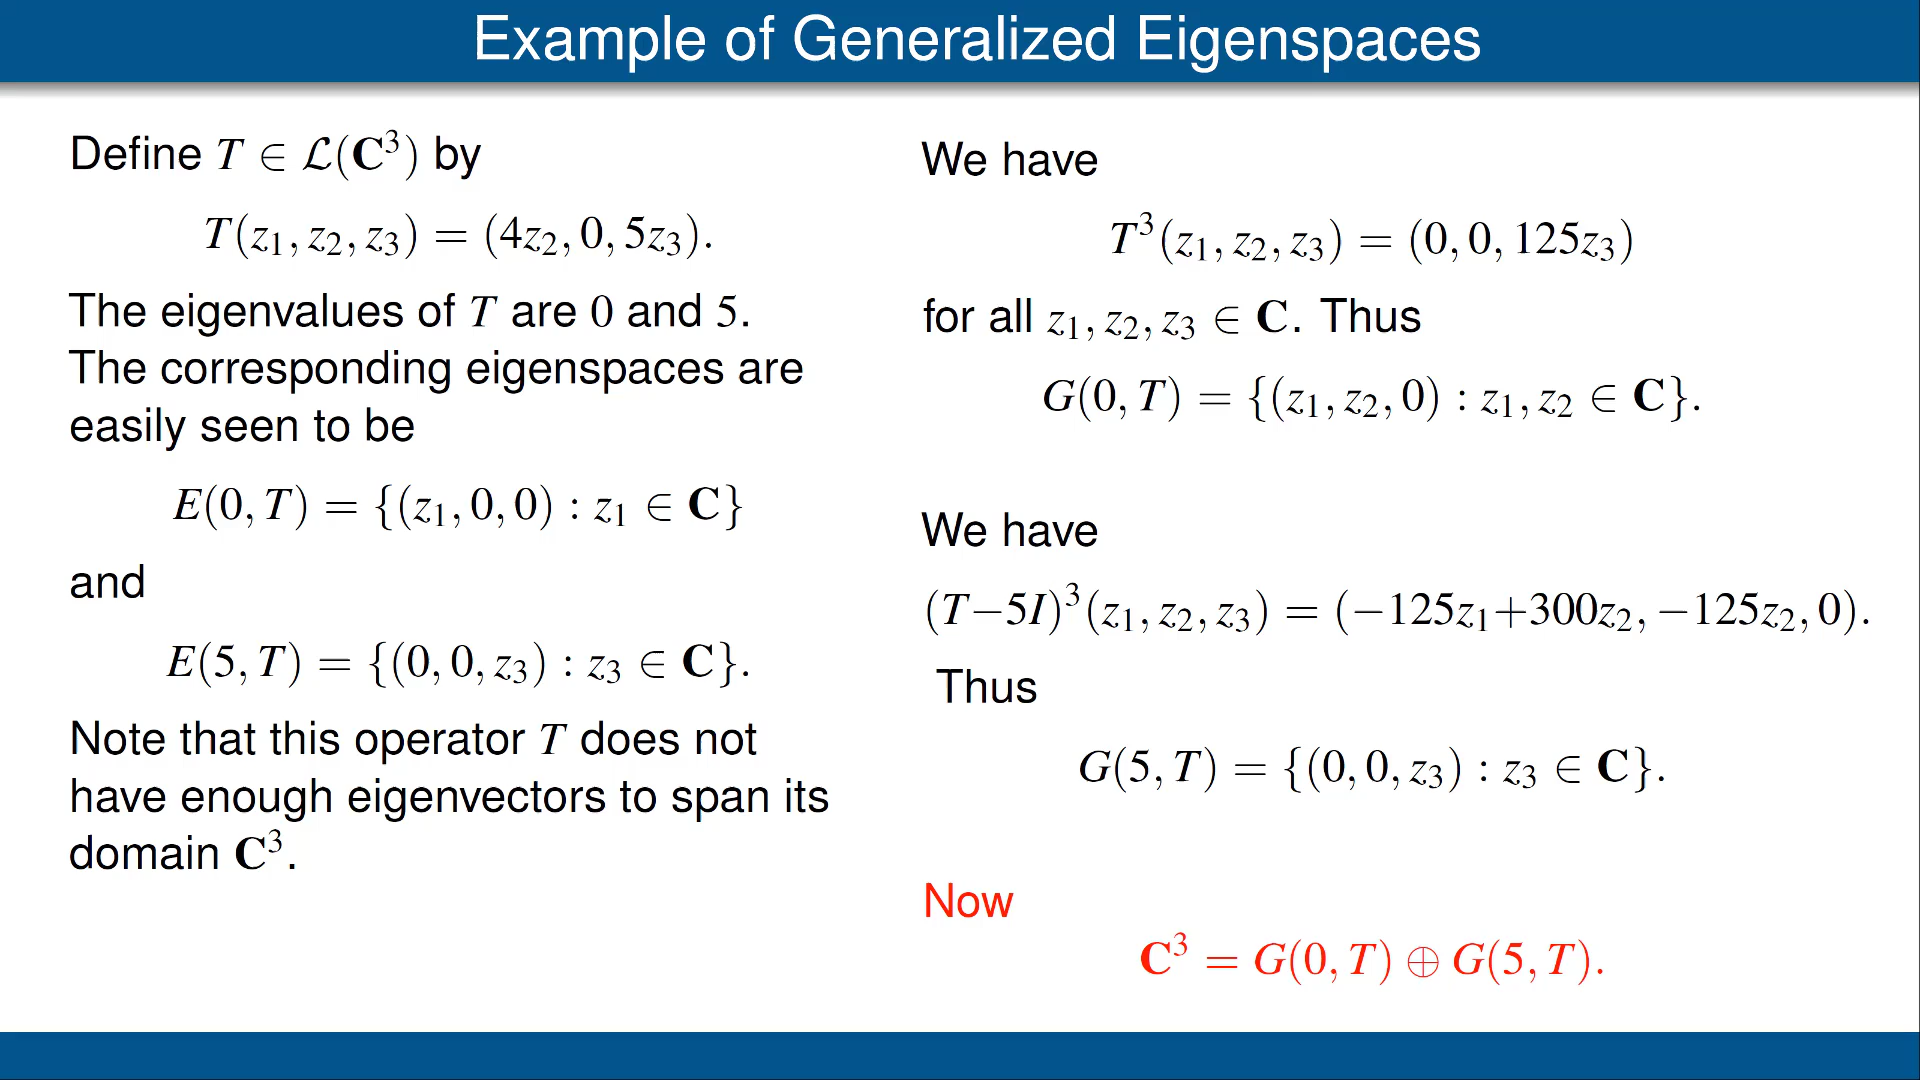 Example of Generalized Eigenspaces
Define T ∈ ℒ(C³) by
T(z₁, z₂, z₃) = (4z₂, 0, 5z₃).
The eigenvalues of T are 0 and 5.
The corresponding eigenspaces are
easily seen to be
E(0, T) = {(z₁, 0, 0) : z₁ ∈ C}
and
E(5, T) = {(0, 0, z₃) : z₃ ∈ C}.
Note that this operator T does not
have enough eigenvectors to span its
domain C³.
We have
T³(z₁, z₂, z₃) = (0, 0, 125z₃)
for all z₁, z₂, z₃ ∈ C. Thus
G(0, T) = {(z₁, z₂, 0) : z₁, z₂ ∈ C}.
We have
(T−5I)³(z₁, z₂, z₃) = (−125z₁+300z₂, −125z₂, 0).
Thus
G(5, T) = {(0, 0, z₃) : z₃ ∈ C}.
Now
C³ = G(0, T) ⊕ G(5, T).